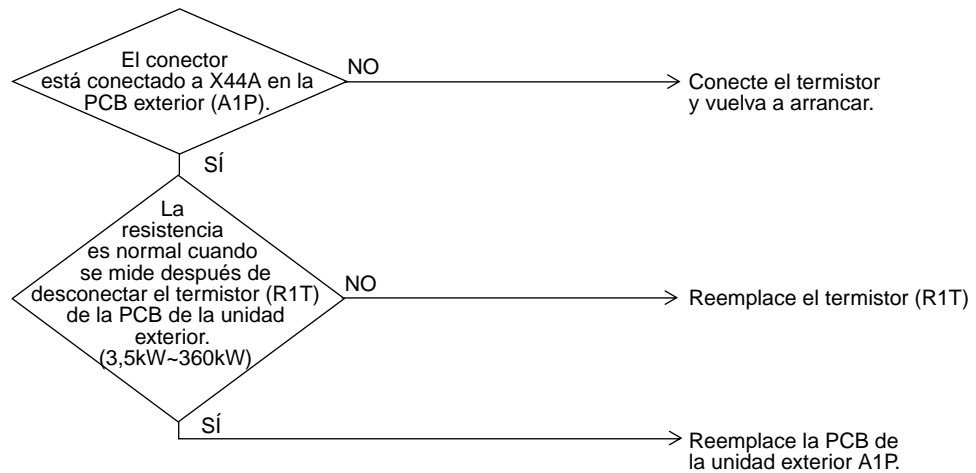 El conector
está conectado a X44A en la
PCB exterior (A1P).
NO
Conecte el termistor
y vuelva a arrancar.
SÍ
La
resistencia
es normal cuando
se mide después de
desconectar el termistor (R1T)
de la PCB de la unidad
exterior.
(3,5kW~360kW)
NO
Reemplace el termistor (R1T)
SÍ
Reemplace la PCB de
la unidad exterior A1P.